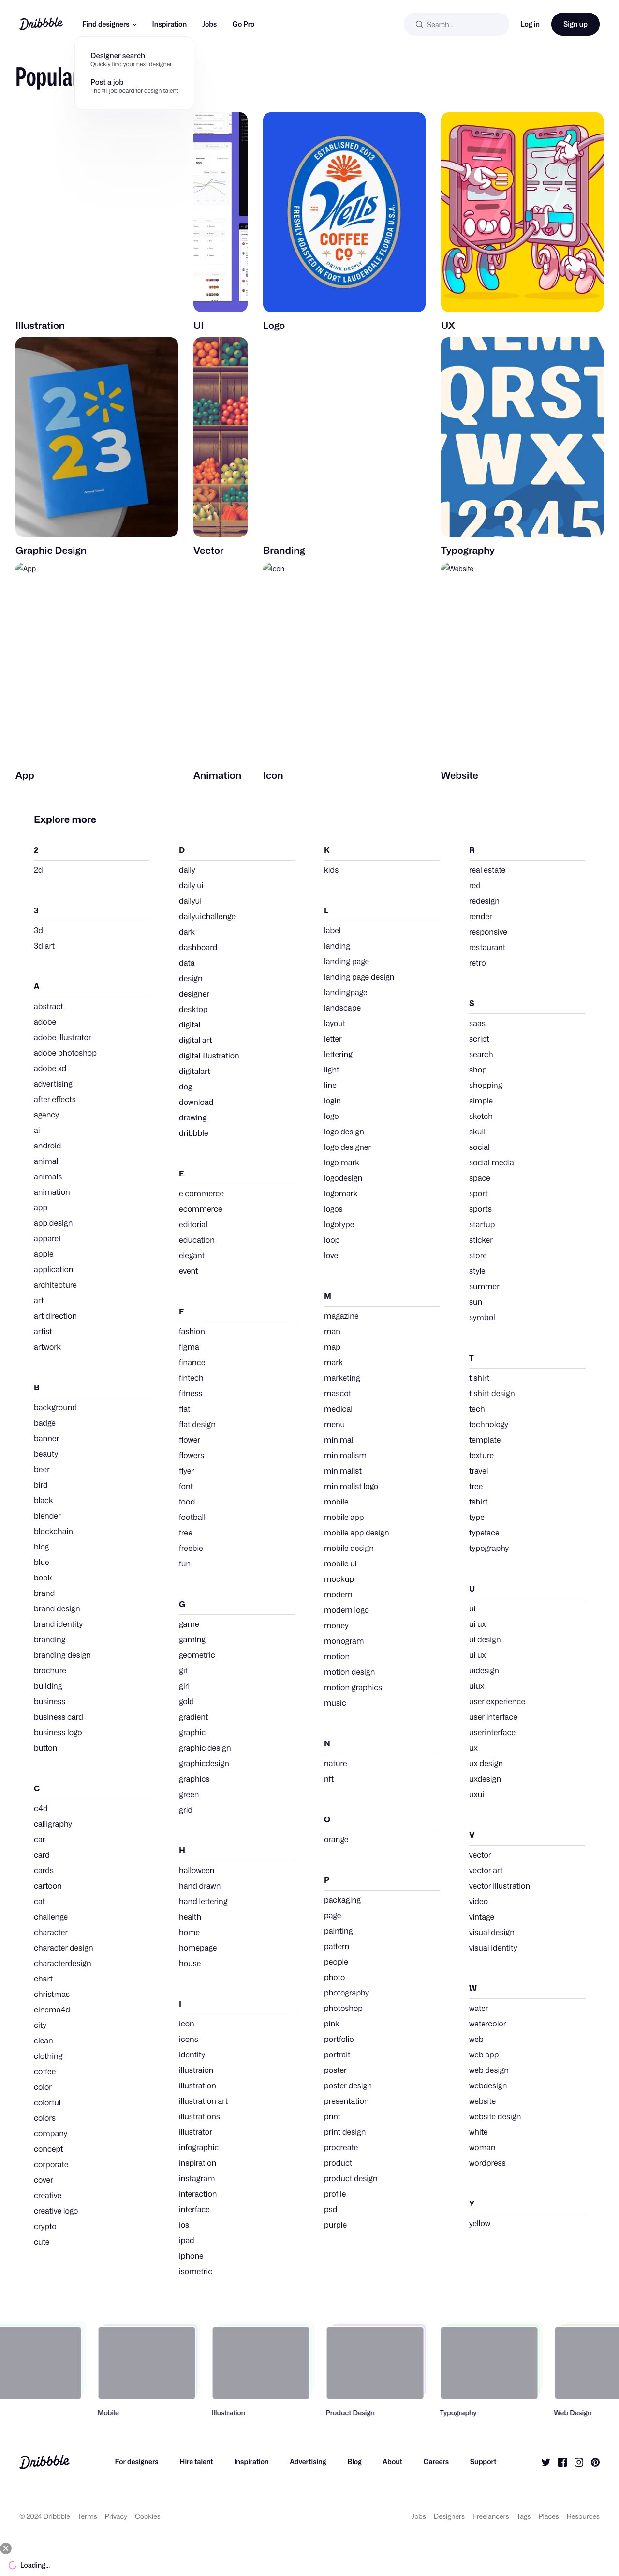 Dribbble
Find designers
Inspiration
Jobs
Go Pro
Search...
Log in
Sign up
Designer search
Quickly find your next designer
Post a job
The #1 job board for design talent
Popular
ESTABLISHED 2013
Wells
COFFEE
CO
DRINK DEEPLY
FRESHLY ROASTED IN FORT LAUDERDALE FLORIDA U.S.A.
Illustration
UI
Logo
UX
2
2 23
QRST
WX
12345
Graphic Design
Vector
Branding
Typography
App
Icon
Website
App
Animation
Icon
Website
Explore more
2
2d
3
3d
3d art
A
abstract
adobe
adobe illustrator
adobe photoshop
adobe xd
advertising
after effects
agency
ai
android
animal
animals
animation
app
app design
apparel
apple
application
architecture
art
art direction
artist
artwork
B
background
badge
banner
beauty
beer
bird
black
blender
blockchain
blog
blue
book
brand
brand design
brand identity
branding
branding design
brochure
building
business
business card
business logo
button
C
c4d
calligraphy
car
card
cards
cartoon
cat
challenge
character
character design
characterdesign
chart
christmas
cinema4d
city
clean
clothing
coffee
color
colorful
colors
company
concept
corporate
cover
creative
creative logo
crypto
cute
D
daily
daily ui
dailyui
dailyuichallenge
dark
dashboard
data
design
designer
desktop
digital
digital art
digital illustration
digitalart
dog
download
drawing
dribbble
E
e commerce
ecommerce
editorial
education
elegant
event
F
fashion
figma
finance
fintech
fitness
flat
flat design
flower
flowers
flyer
font
food
football
free
freebie
fun
G
game
gaming
geometric
gif
girl
gold
gradient
graphic
graphic design
graphicdesign
graphics
green
grid
H
halloween
hand drawn
hand lettering
health
home
homepage
house
I
icon
icons
identity
illustraion
illustration
illustration art
illustrations
illustrator
infographic
inspiration
instagram
interaction
interface
ios
ipad
iphone
isometric
K
kids
L
label
landing
landing page
landing page design
landingpage
landscape
layout
letter
lettering
light
line
login
logo
logo design
logo designer
logo mark
logodesign
logomark
logos
logotype
loop
love
M
magazine
man
map
mark
marketing
mascot
medical
menu
minimal
minimalism
minimalist
minimalist logo
mobile
mobile app
mobile app design
mobile design
mobile ui
mockup
modern
modern logo
money
monogram
motion
motion design
motion graphics
music
N
nature
nft
O
orange
P
packaging
page
painting
pattern
people
photo
photography
photoshop
pink
portfolio
portrait
poster
poster design
presentation
print
print design
procreate
product
product design
profile
psd
purple
R
real estate
red
redesign
render
responsive
restaurant
retro
S
saas
script
search
shop
shopping
simple
sketch
skull
social
social media
space
sport
sports
startup
sticker
store
style
summer
sun
symbol
T
t shirt
t shirt design
tech
technology
template
texture
travel
tree
tshirt
type
typeface
typography
U
ui
ui ux
ui design
ui ux
uidesign
uiux
user experience
user interface
userinterface
ux
ux design
uxdesign
uxui
V
vector
vector art
vector illustration
video
vintage
visual design
visual identity
W
water
watercolor
web
web app
web design
webdesign
website
website design
white
woman
wordpress
Y
yellow
Mobile
Illustration
Product Design
Typography
Web Design
Dribbble
For designers
Hire talent
Inspiration
Advertising
Blog
About
Careers
Support
© 2024 Dribbble
Terms
Privacy
Cookies
Jobs
Designers
Freelancers
Tags
Places
Resources
Loading...